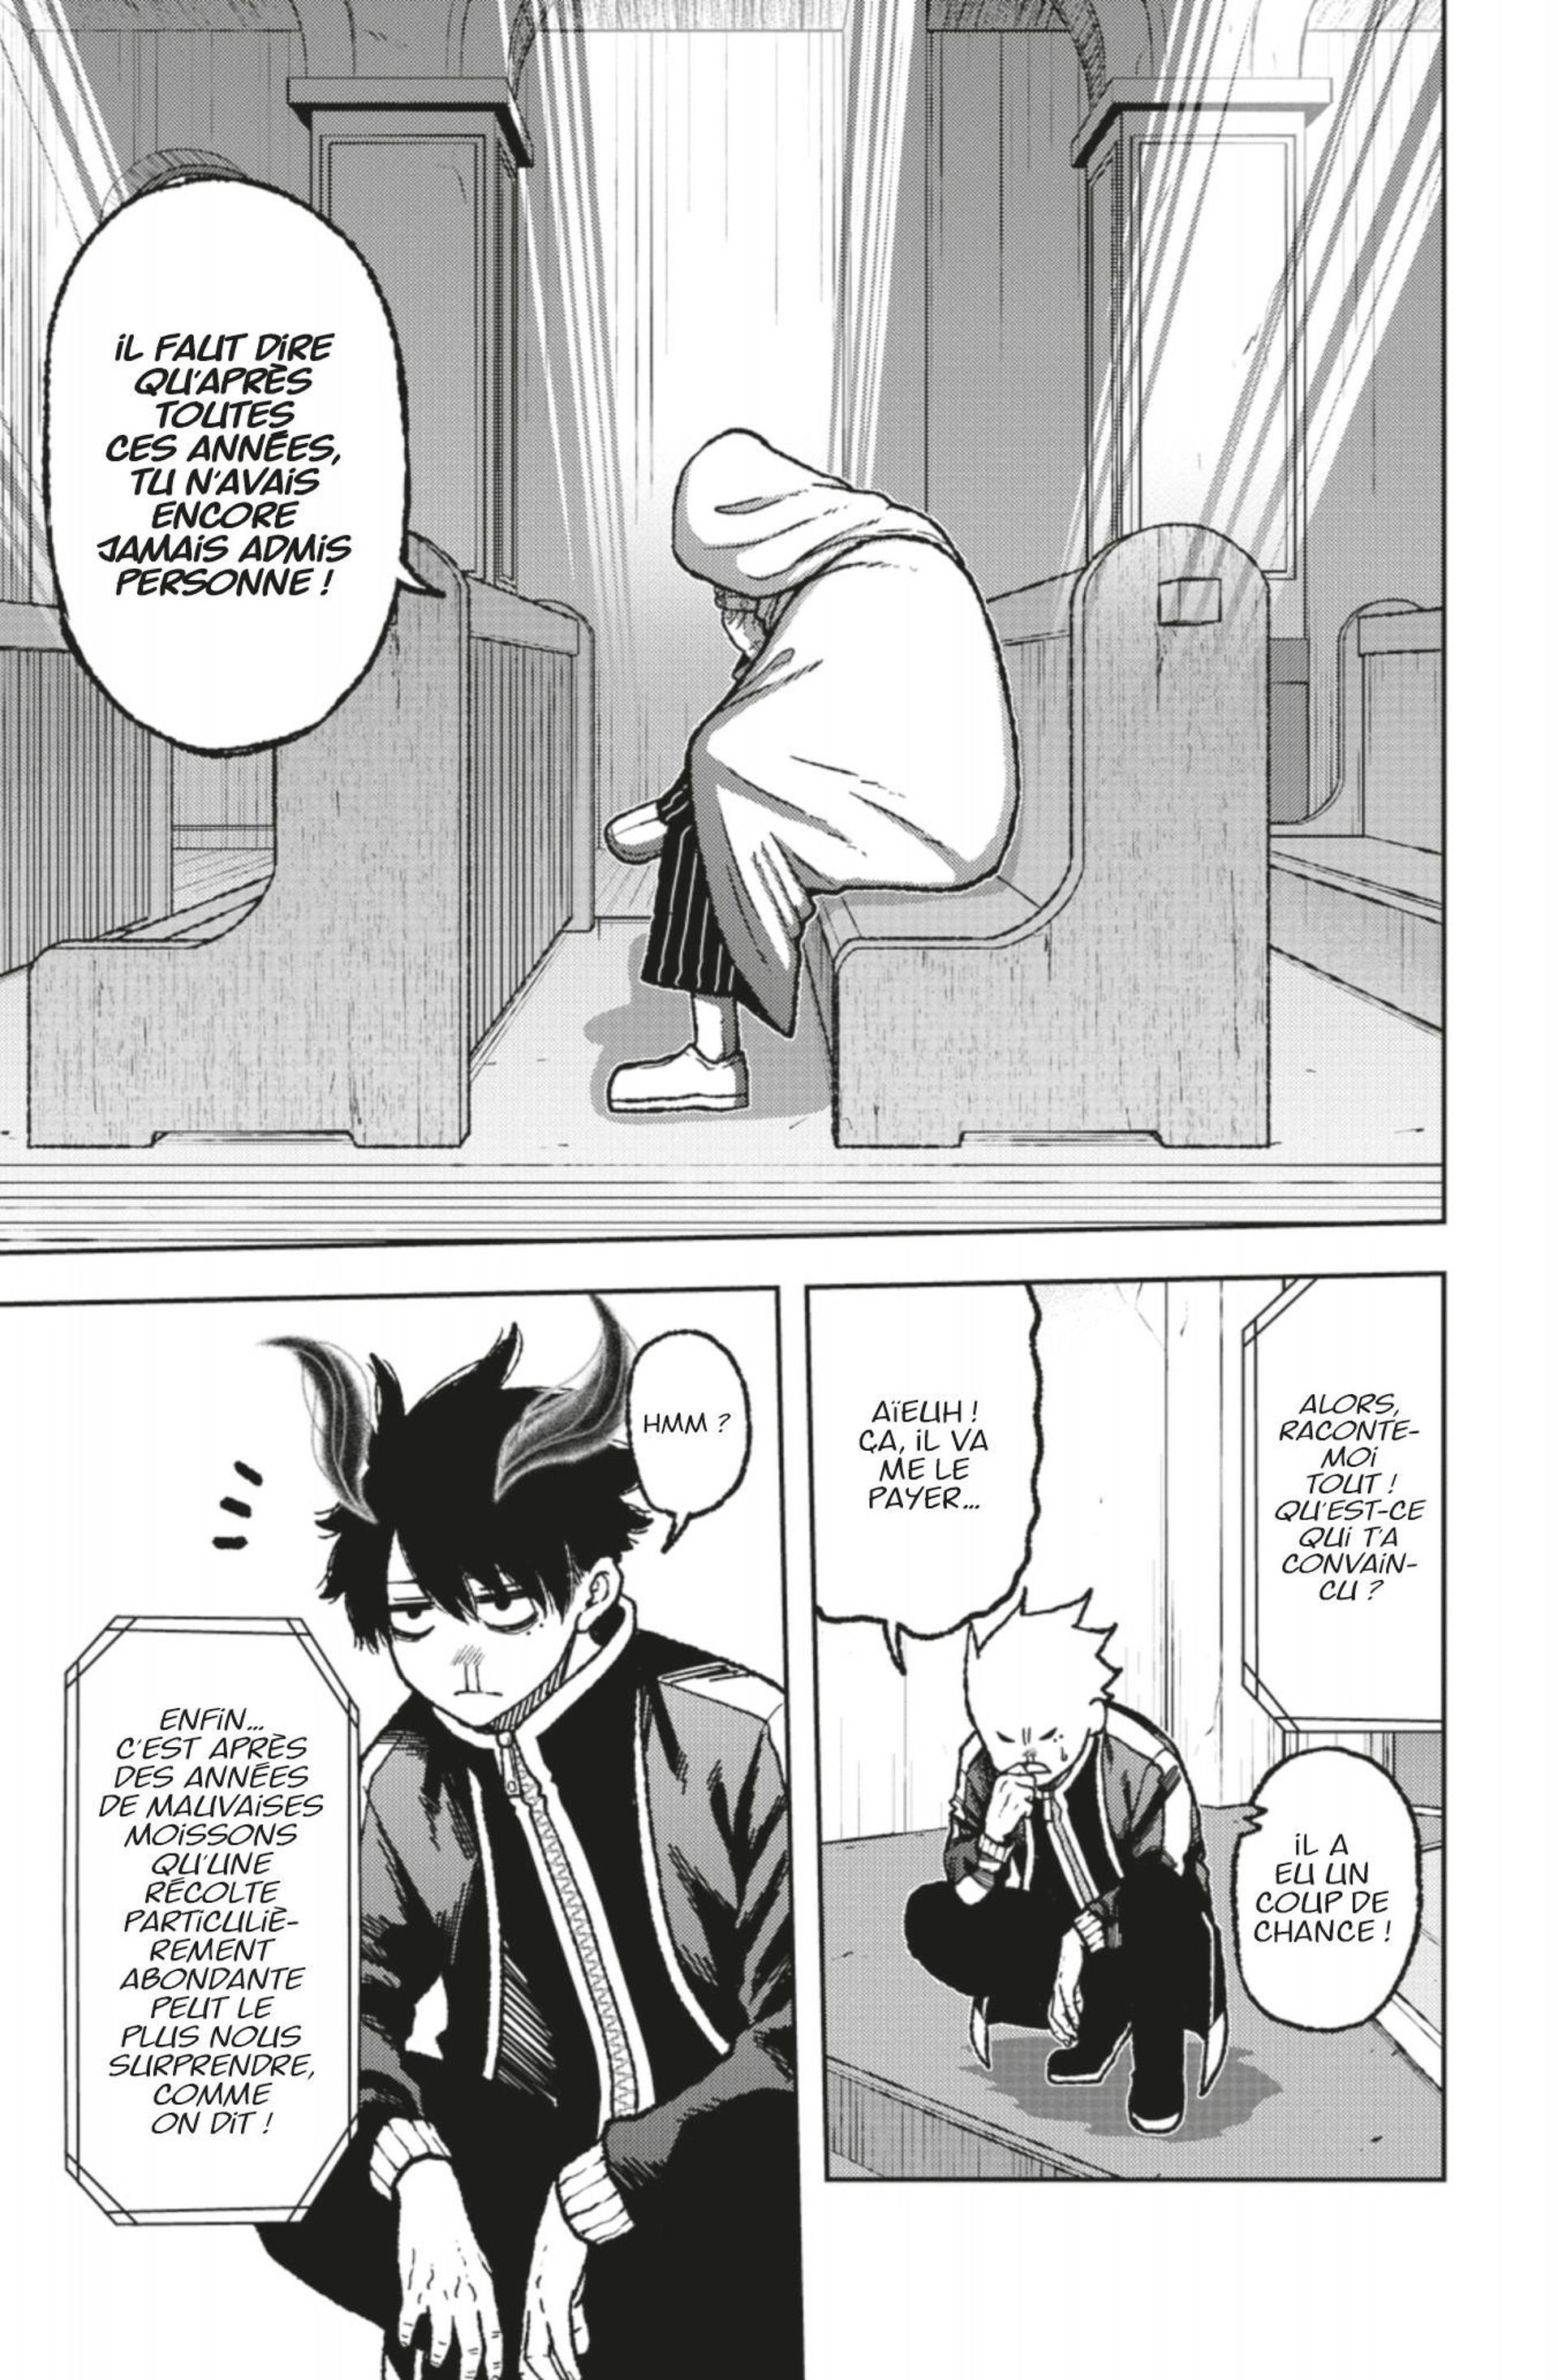 IL FAUT DIRE
QU'APRÈS
TOUTES
CES ANNÉES,
TU N'AVAIS
ENCORE
JAMAIS ADMIS
PERSONNE !
ALORS,
RACONTE-
MOI
TOUT !
QU'EST-CE
QUI T'A
CONVAIN-
CU ?
AÏEUH !
ÇA, IL VA
ME LE
PAYER...
IL A
EU UN
COUP DE
CHANCE !
HMM ?
ENFIN...
C'EST APRÈS
DES ANNÉES
DE MAUVAISES
MOISSONS
QU'UNE
RÉCOLTE
PARTICULIÈ-
REMENT
ABONDANTE
PEUT LE
PLUS NOUS
SURPRENDRE,
COMME
ON DIT !